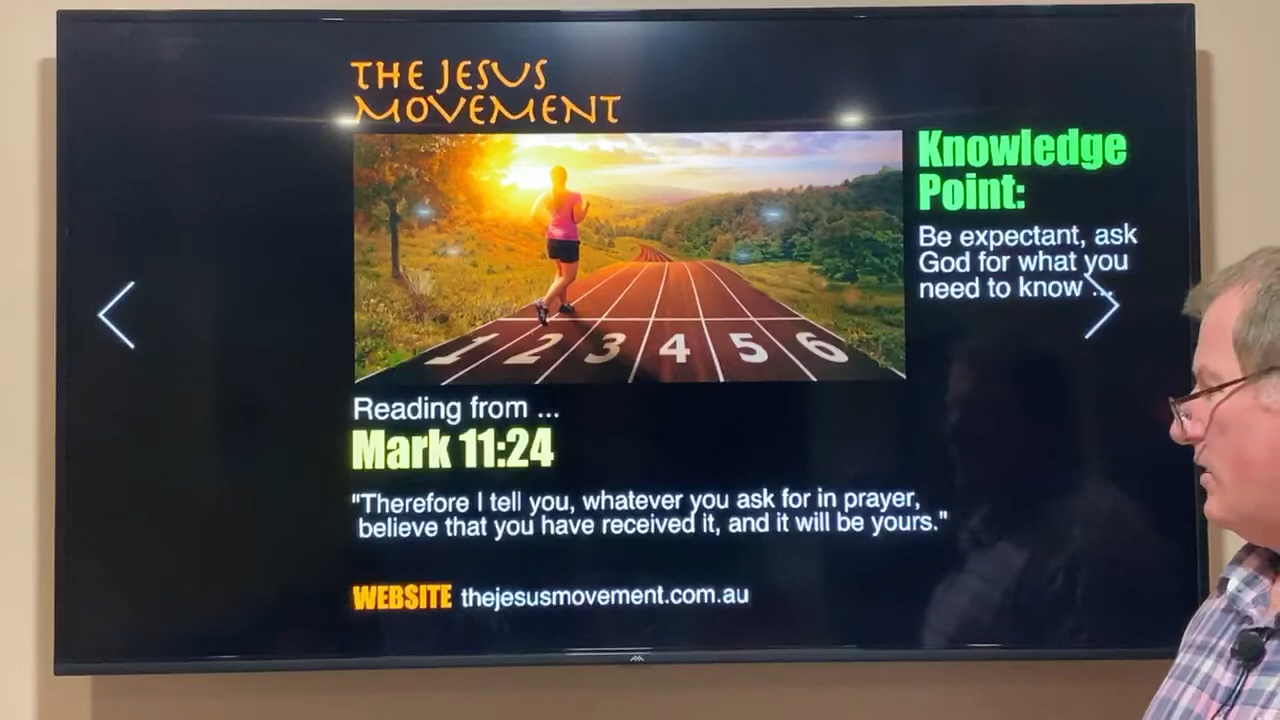 THE JESUS
MOVEMENT
Knowledge
Point:
Be expectant, ask
God for what you
need to know ...
1 2 3 4 5 6
Reading from ...
Mark 11:24
"Therefore I tell you, whatever you ask for in prayer,
believe that you have received it, and it will be yours."
WEBSITE thejesusmovement.com.au